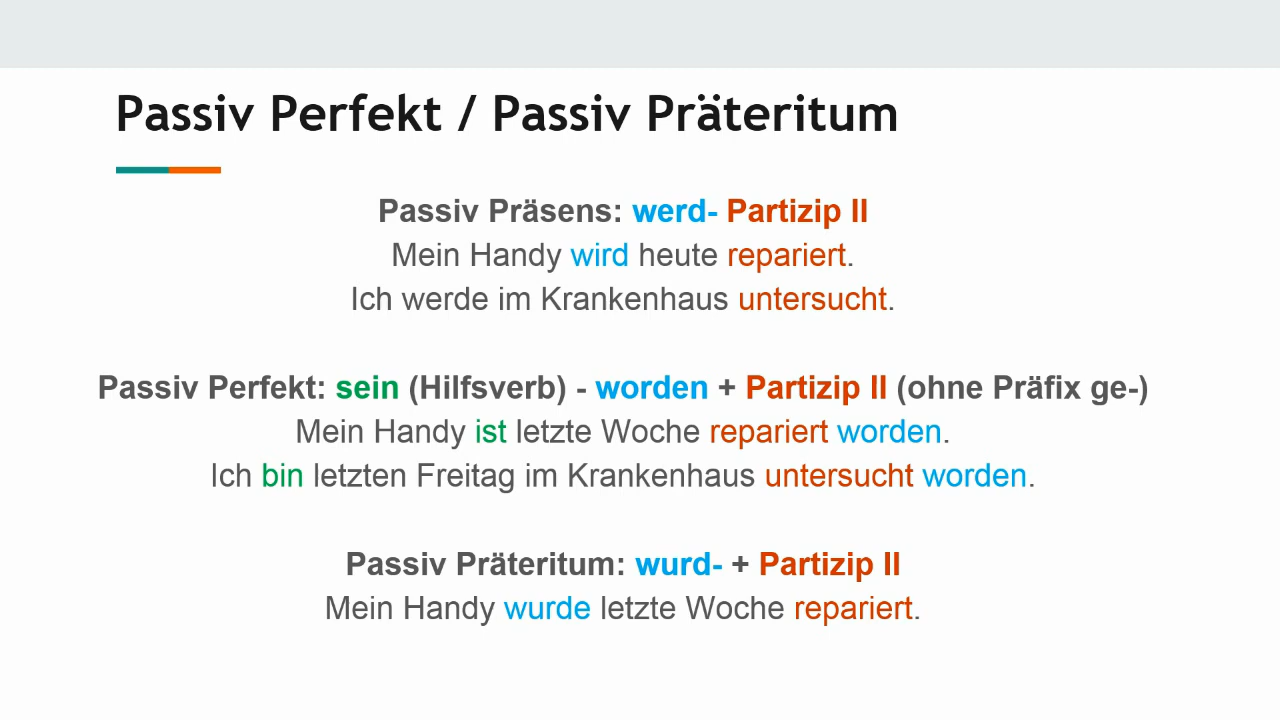 Passiv Perfekt / Passiv Präteritum
Passiv Präsens: werd- Partizip II
Mein Handy wird heute repariert.
Ich werde im Krankenhaus untersucht.
Passiv Perfekt: sein (Hilfsverb) - worden + Partizip II (ohne Präfix ge-)
Mein Handy ist letzte Woche repariert worden.
Ich bin letzten Freitag im Krankenhaus untersucht worden.
Passiv Präteritum: wurd- + Partizip II
Mein Handy wurde letzte Woche repariert.